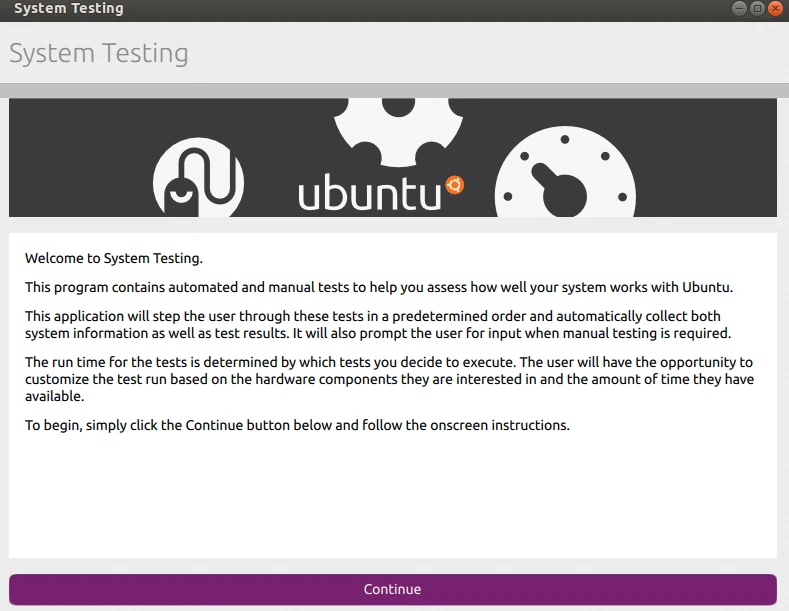 System Testing
System Testing
ubuntu
Welcome to System Testing.
This program contains automated and manual tests to help you assess how well your system works with Ubuntu.
This application will step the user through these tests in a predetermined order and automatically collect both
system information as well as test results. It will also prompt the user for input when manual testing is required.
The run time for the tests is determined by which tests you decide to execute. The user will have the opportunity to
customize the test run based on the hardware components they are interested in and the amount of time they have
available.
To begin, simply click the Continue button below and follow the onscreen instructions.
Continue